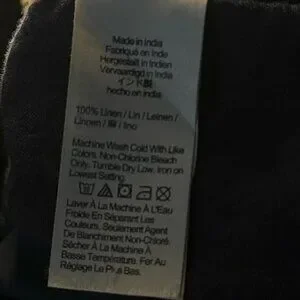 Made in India
Fabriqué en Inde
Hergestellt in Indien
Vervaardigd in India
インド製
hecho en india
100% Linen / Lin / Leinen /
Linnen / 麻 / lino
Machine Wash Cold With Like
Colors, Non-Chlorine Bleach
Only, Tumble Dry Low, Iron on
Lowest Setting.
Laver À La Machine À L'Eau
Froide En Séparant Les
Couleurs, Seulement Agent
De Blanchiment Non-Chloré.
Sécher À La Machine À
Basse Température. Fer Au
Réglage Le Plus Bas.